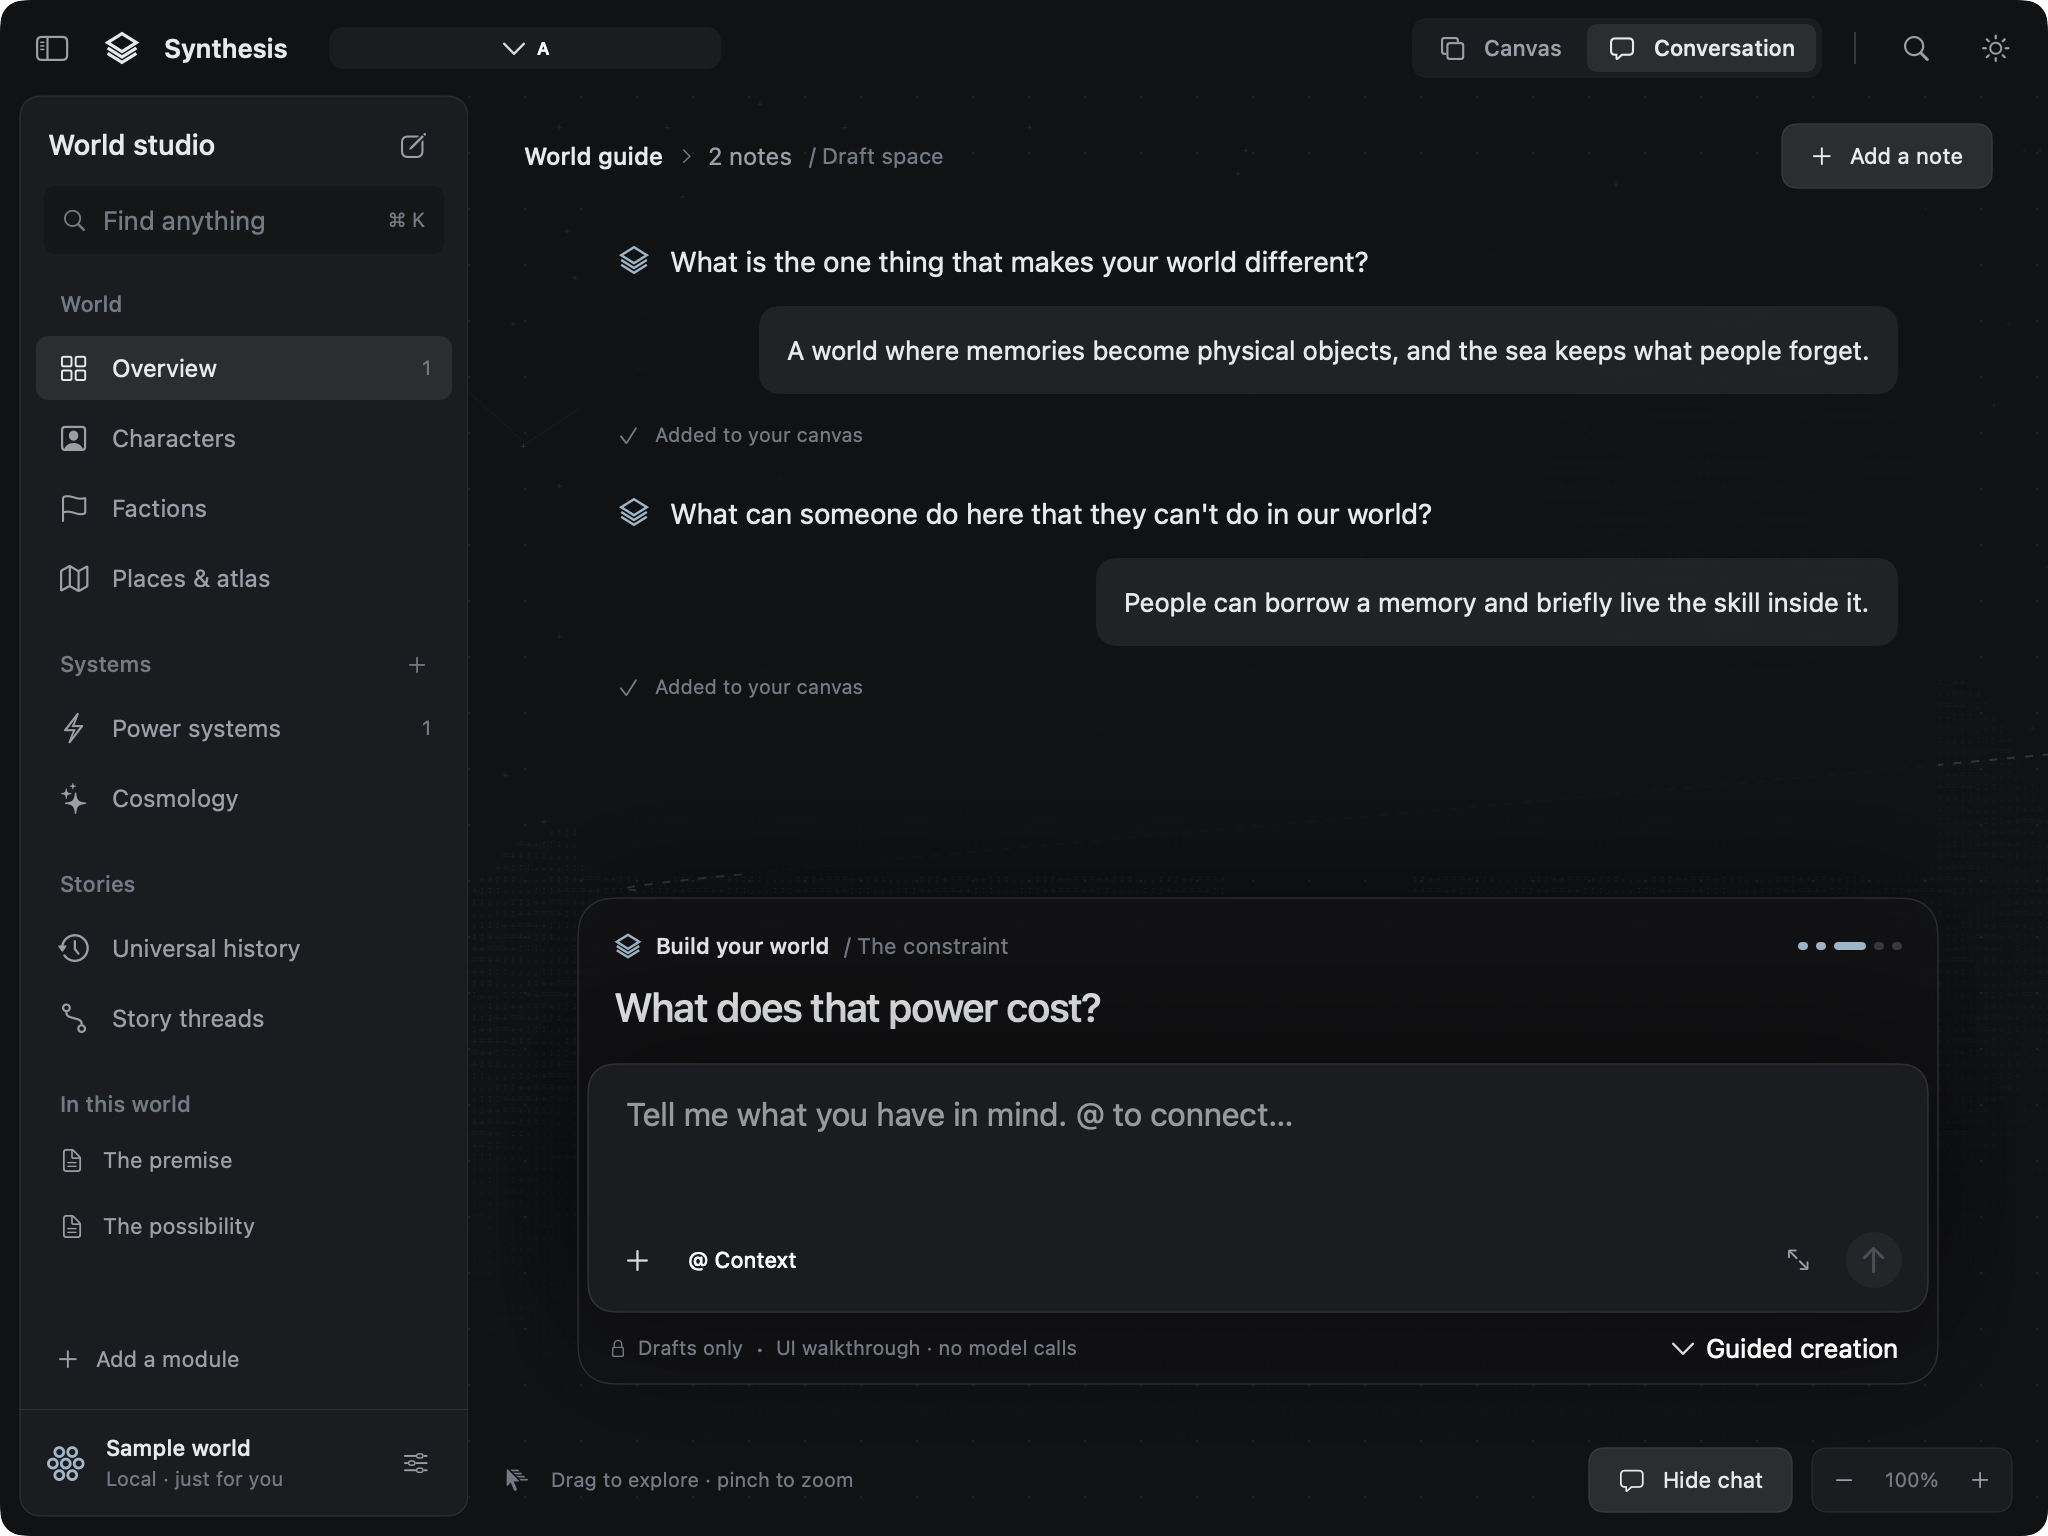 Synthesis
A
Canvas
Conversation
World studio
Find anything
⌘ K
World
Overview
1
Characters
Factions
Places & atlas
Systems
Power systems
1
Cosmology
Stories
Universal history
Story threads
In this world
The premise
The possibility
Add a module
Sample world
Local · just for you
World guide > 2 notes / Draft space
Add a note
What is the one thing that makes your world different?
A world where memories become physical objects, and the sea keeps what people forget.
Added to your canvas
What can someone do here that they can't do in our world?
People can borrow a memory and briefly live the skill inside it.
Added to your canvas
Build your world / The constraint
What does that power cost?
Tell me what you have in mind. @ to connect...
@ Context
Drafts only · UI walkthrough · no model calls
Guided creation
Drag to explore · pinch to zoom
Hide chat
100%